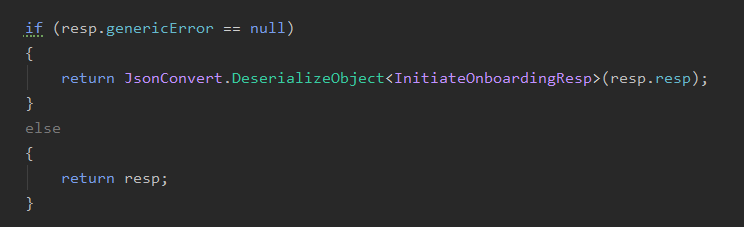 if (resp.genericError == null)
{
    return JsonConvert.DeserializeObject<InitiateOnboardingResp>(resp.resp);
}
else
{
    return resp;
}